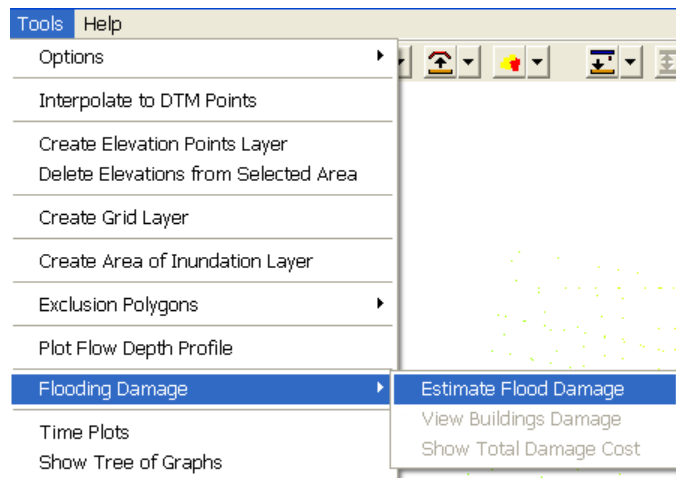 Tools Help
Options
Interpolate to DTM Points
Create Elevation Points Layer
Delete Elevations from Selected Area
Create Grid Layer
Create Area of Inundation Layer
Exclusion Polygons
Plot Flow Depth Profile
Flooding Damage
Estimate Flood Damage
View Buildings Damage
Show Total Damage Cost
Time Plots
Show Tree of Graphs